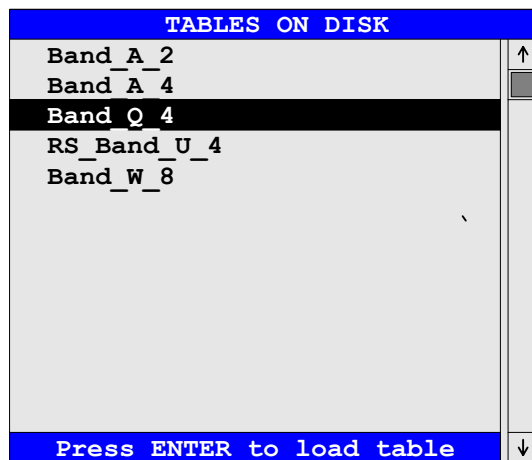 TABLES ON DISK
Band_A_2
Band_A_4
Band_Q_4
RS_Band_U_4
Band_W_8
Press ENTER to load table